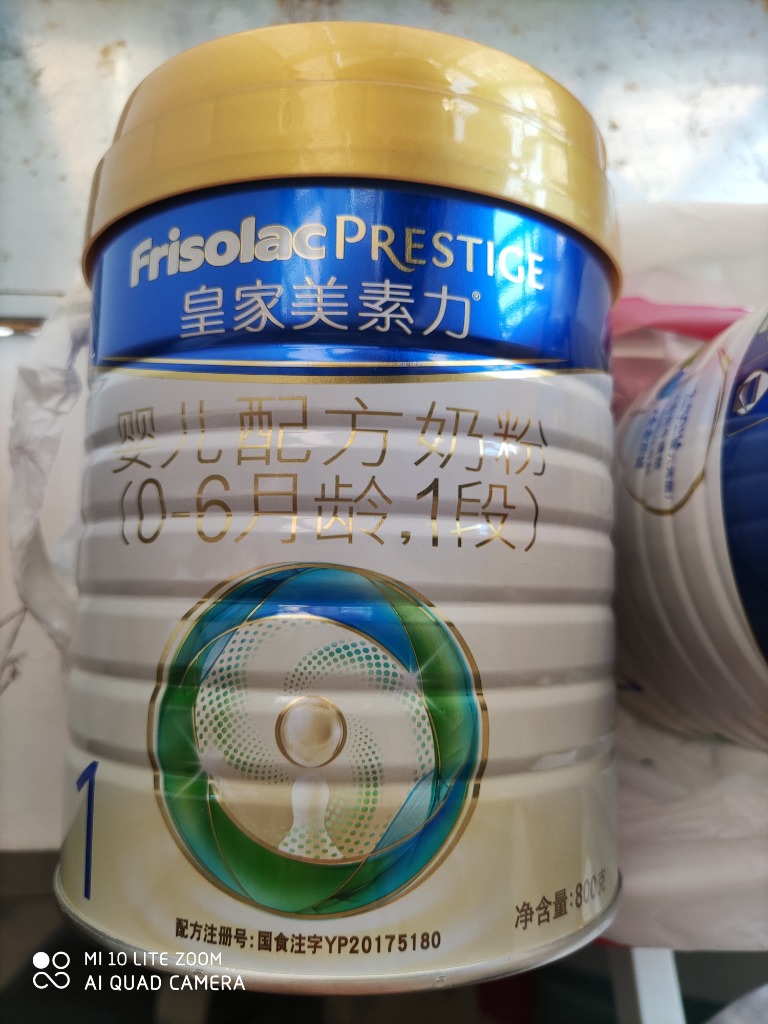 Frisolac PRESTIGE
皇家美素力®
婴儿配方奶粉
(0-6月龄,1段)
1
净含量:800克
配方注册号:国食注字YP20175180
MI 10 LITE ZOOM
AI QUAD CAMERA